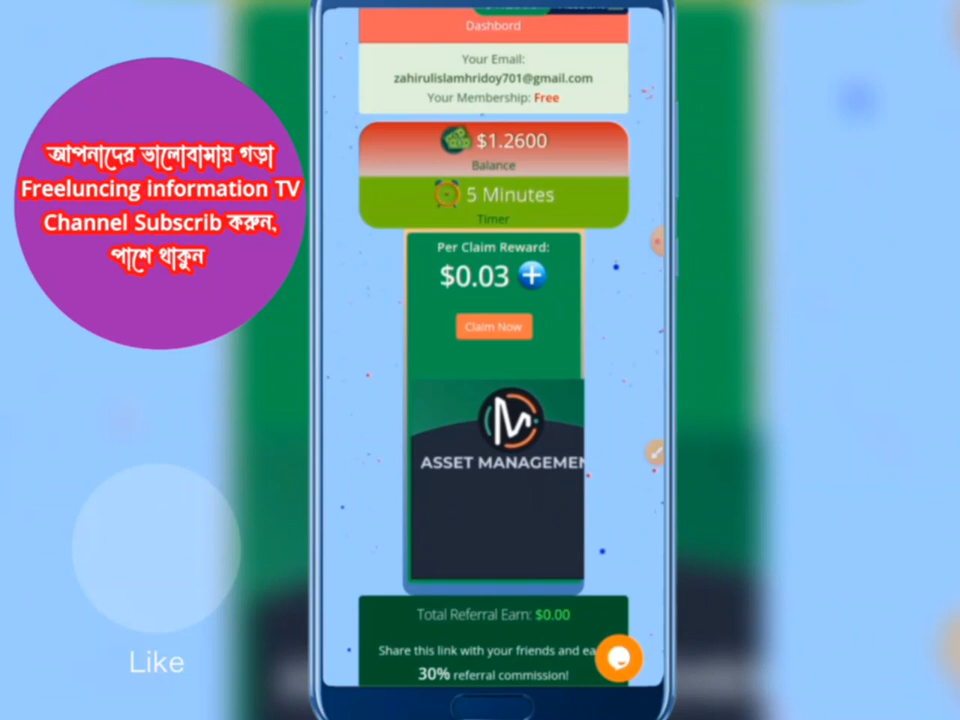 আপনাদের ভালোবাসায় গড়া
Freeluncing information TV
Channel Subscrib করুন,
পাশে থাকুন
Like
Dashbord
Your Email:
zahirulislamhridoy701@gmail.com
Your Membership: Free
$1.2600
Balance
5 Minutes
Timer
Per Claim Reward:
$0.03
Claim Now
ASSET MANAGEMEN
Total Referral Earn: $0.00
Share this link with your friends and ea
30% referral commission!